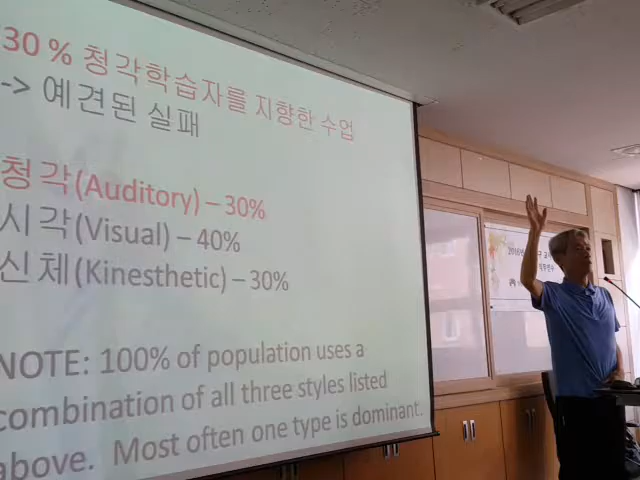 30 % 청각학습자를 지향한 수업
-> 예견된 실패
청각(Auditory) – 30%
시각(Visual) – 40%
신체(Kinesthetic) – 30%
NOTE: 100% of population uses a
combination of all three styles listed
above. Most often one type is dominant.